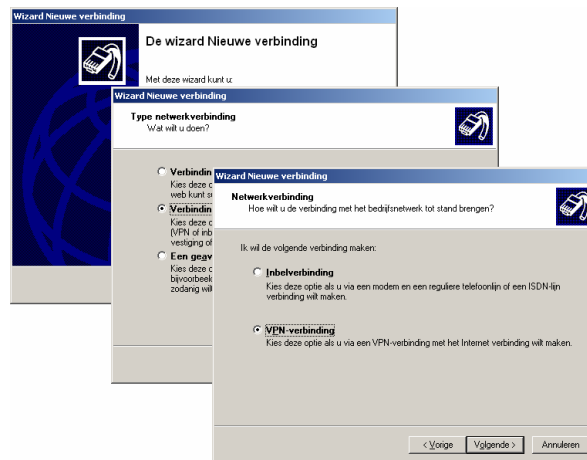 Wizard Nieuwe verbinding
De wizard Nieuwe verbinding
Met deze wizard kunt u:
Wizard Nieuwe verbinding
Type netwerkverbinding
Wat wilt u doen?
Kies deze
web kunt
Kies deze
(VPN of
vestiging of
Een
Kies deze
zodanig
Wizard Nieuwe verbinding
Netwerkverbinding
Hoe wilt u de verbinding met het bedrijfsnetwerk tot stand brengen?
Ik wil de volgende verbinding maken:
Inbelverbinding
Kies deze optie als u via een modem en een reguliere telefoonlijn of een ISDN-lijn
verbinding wilt maken.
VPN-verbinding
Kies deze optie als u via een VPN-verbinding met het Internet verbinding wilt maken.
< Vorige
Volgende >
Annuleren